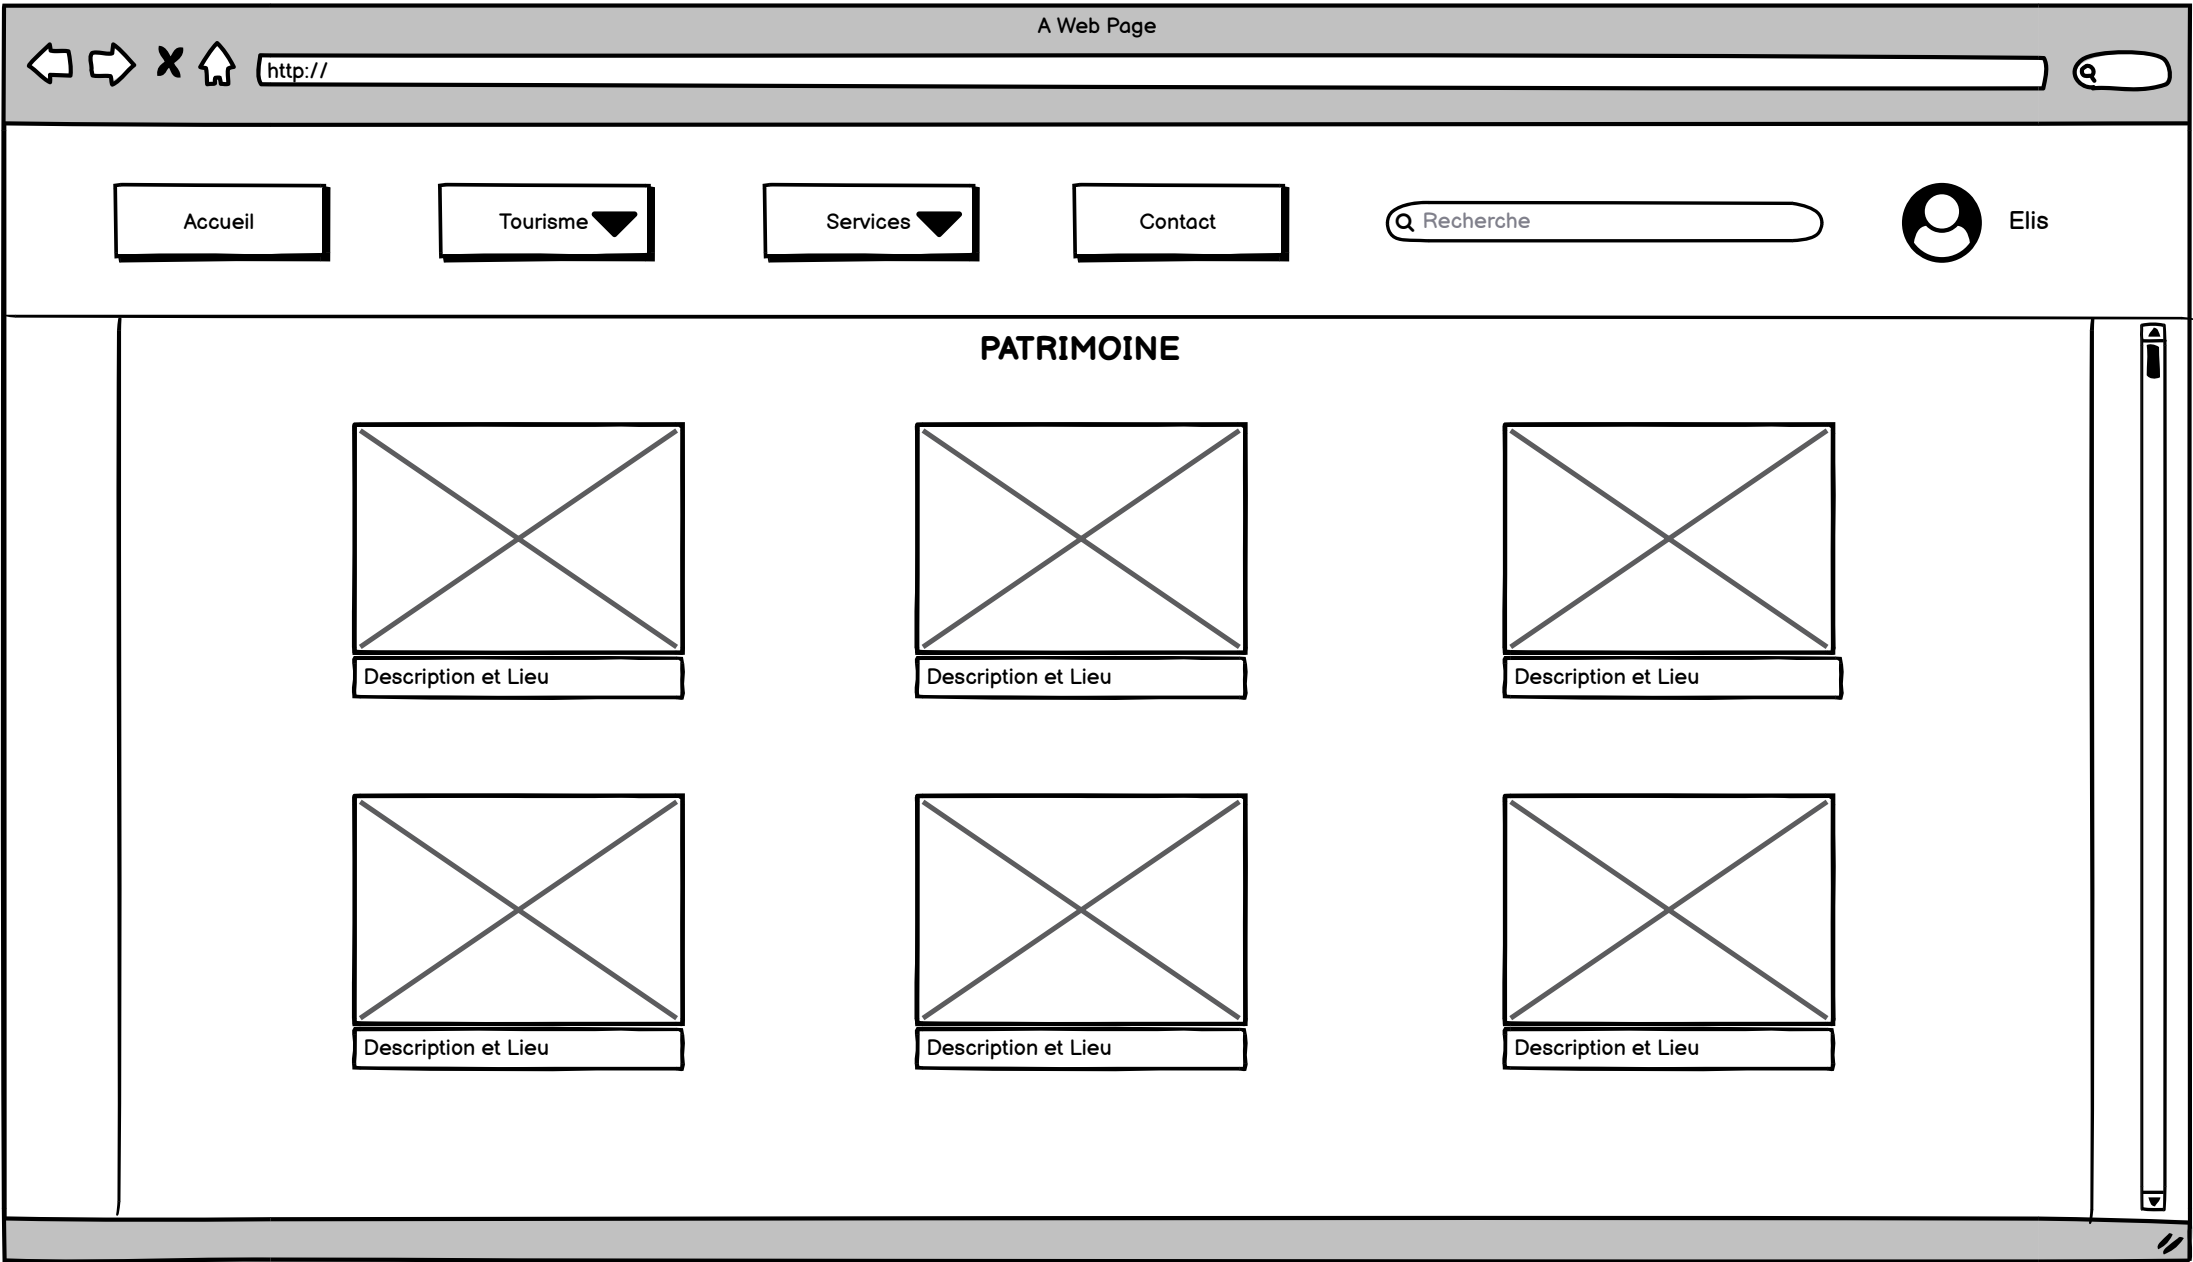 A Web Page
http://
Accueil
Tourisme
Services
Contact
Recherche
Elis
PATRIMOINE
Description et Lieu
Description et Lieu
Description et Lieu
Description et Lieu
Description et Lieu
Description et Lieu